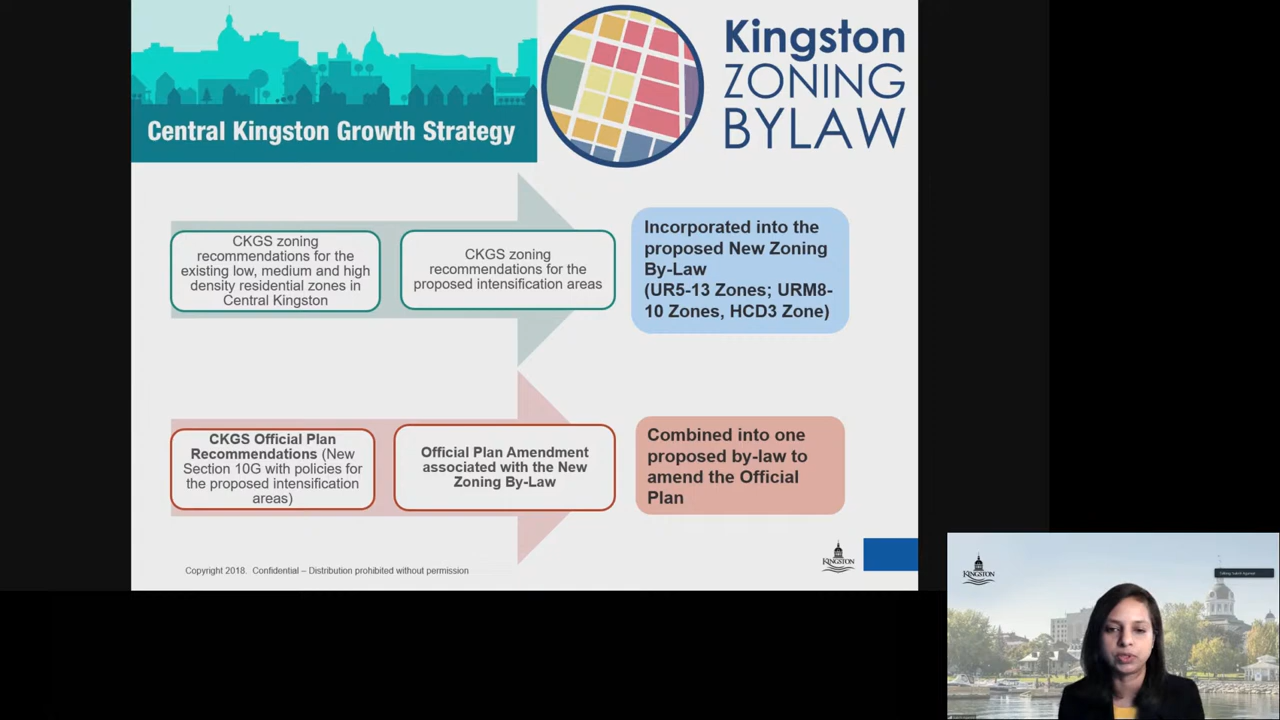 Central Kingston Growth Strategy
Kingston
ZONING
BYLAW
CKGS zoning
recommendations for the
existing low, medium and high
density residential zones in
Central Kingston
CKGS zoning
recommendations for the
proposed intensification areas
Incorporated into the
proposed New Zoning
By-Law
(UR5-13 Zones; URM8-
10 Zones, HCD3 Zone)
CKGS Official Plan
Recommendations (New
Section 10G with policies for
the proposed intensification
areas)
Official Plan Amendment
associated with the New
Zoning By-Law
Combined into one
proposed by-law to
amend the Official
Plan
Copyright 2018. Confidential – Distribution prohibited without permission
KINGSTON
KINGSTON